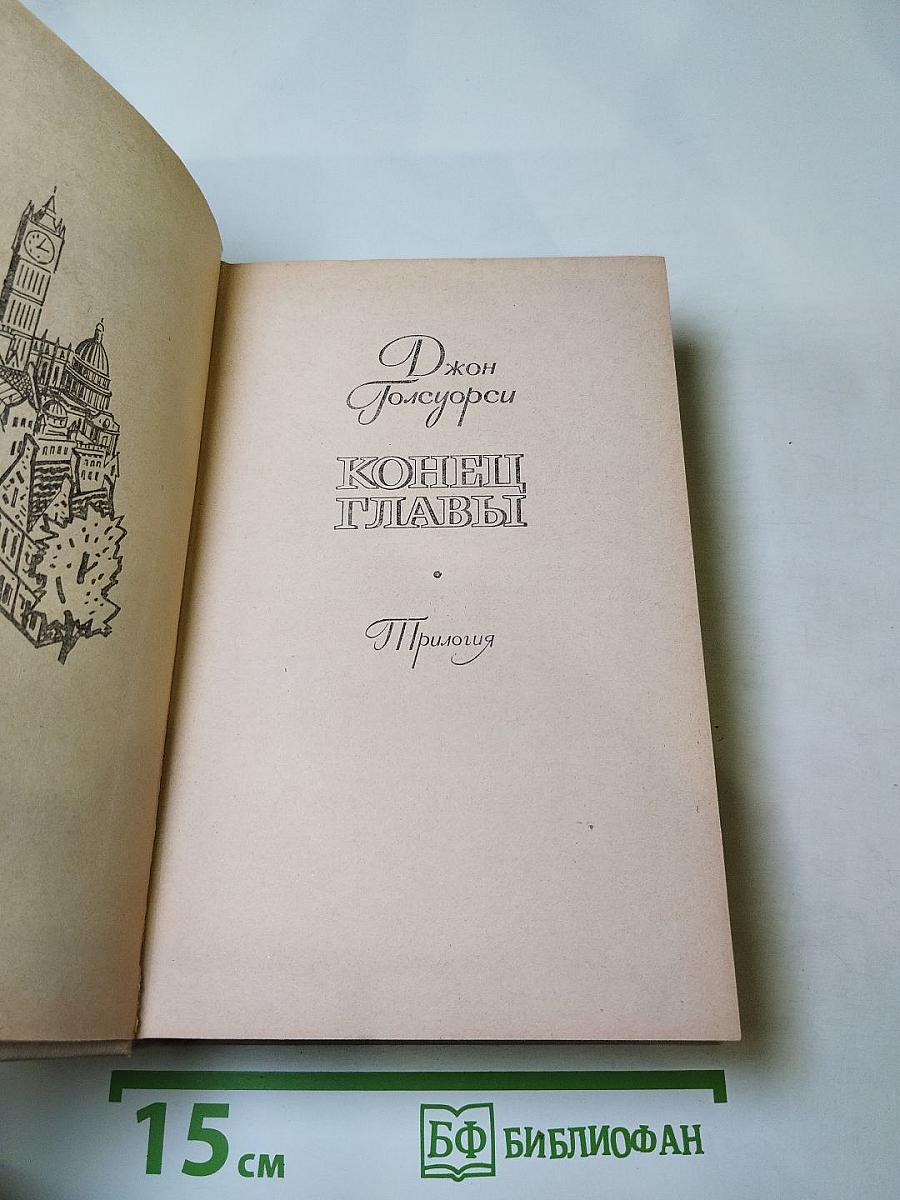 Джон
Голсуорси
КОНЕЦ
ГЛАВЫ
Трилогия
15 см
БФ БИБЛИОФАН